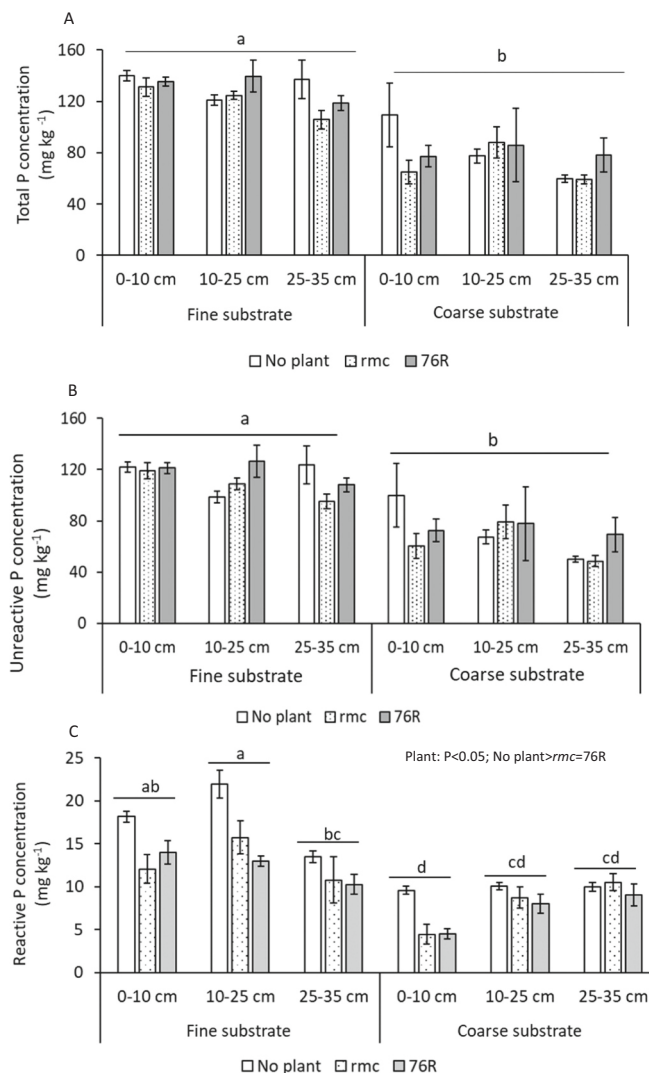 A
Total P concentration
(mg kg⁻¹)
160
120
80
40
0
a
b
0-10 cm 10-25 cm 25-35 cm 0-10 cm 10-25 cm 25-35 cm
Fine substrate Coarse substrate
No plant rmc 76R
B
Unreactive P concentration
(mg kg⁻¹)
160
120
80
40
0
a
b
0-10 cm 10-25 cm 25-35 cm 0-10 cm 10-25 cm 25-35 cm
Fine substrate Coarse substrate
No plant rmc 76R
C
Reactive P concentration
(mg kg⁻¹)
25
20
15
10
5
0
Plant: P<0.05; No plant>rmc=76R
ab a bc d cd cd
0-10 cm 10-25 cm 25-35 cm 0-10 cm 10-25 cm 25-35 cm
Fine substrate Coarse substrate
No plant rmc 76R